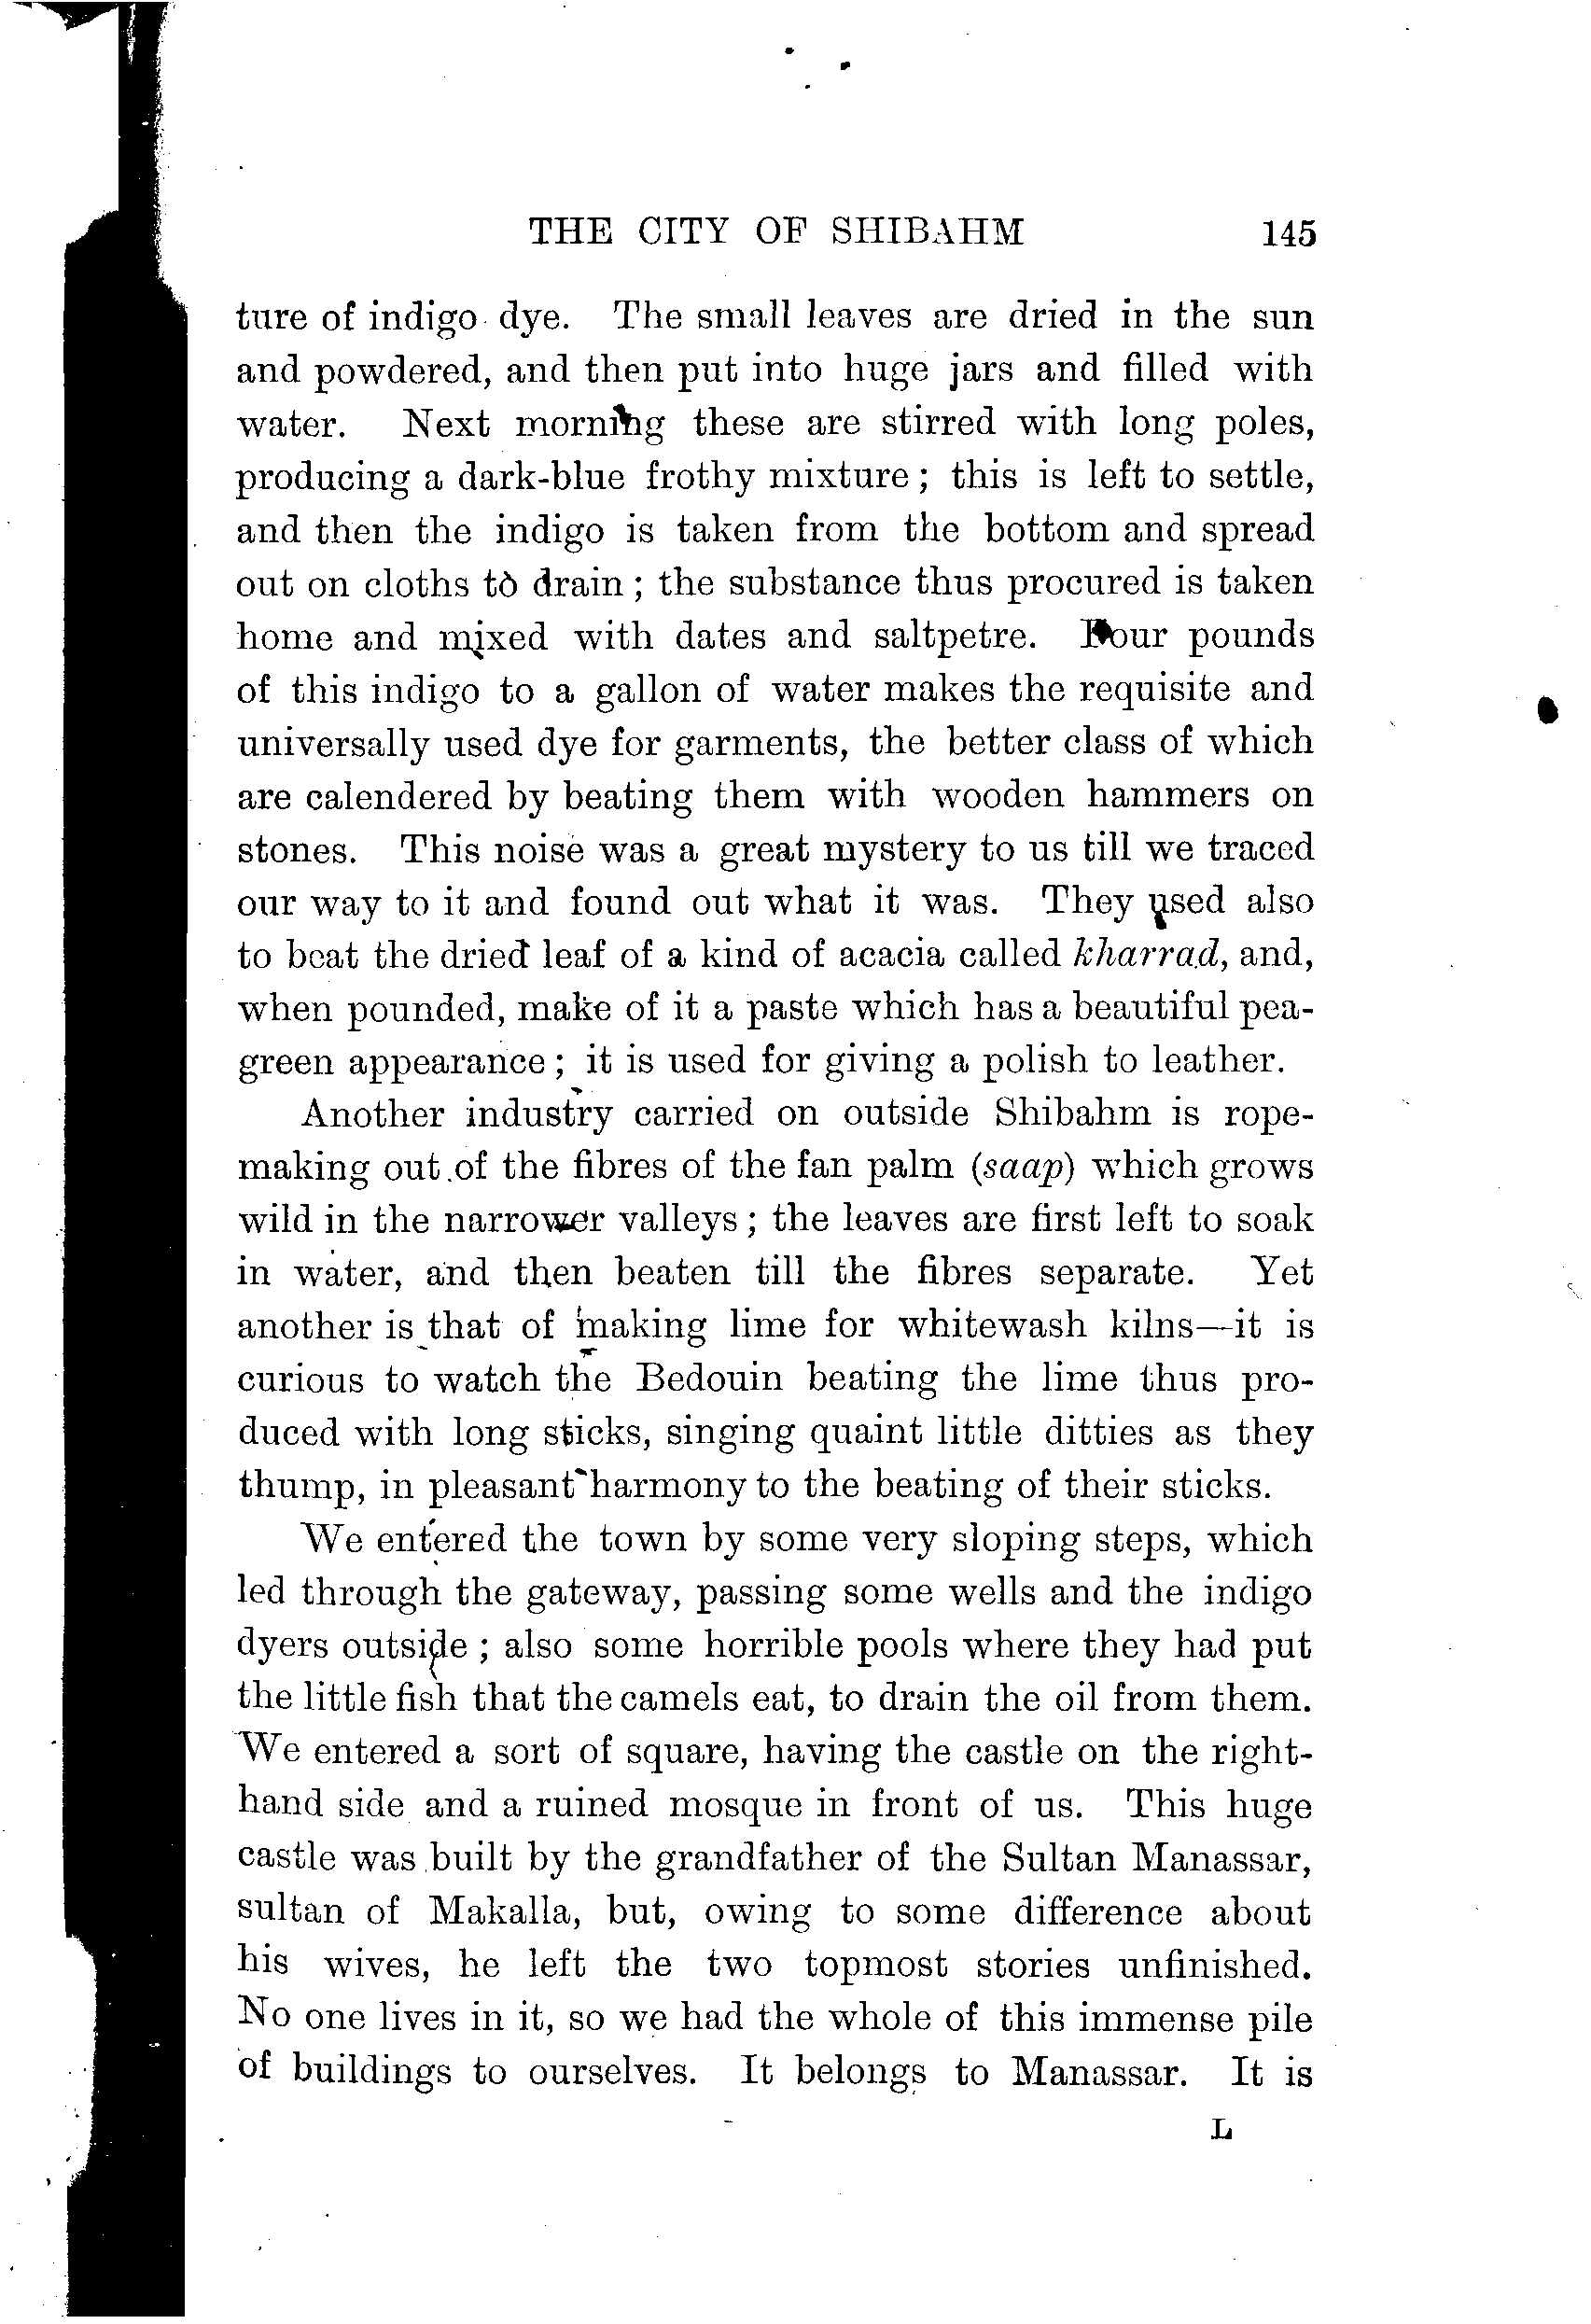 THE CITY OF SHIBAHM 145
ture of indigo dye. The small leaves are dried in the sun
and powdered, and then put into huge jars and filled with
water. Next morning these are stirred with long poles,
producing a dark-blue frothy mixture; this is left to settle,
and then the indigo is taken from the bottom and spread
out on cloths to drain; the substance thus procured is taken
home and mixed with dates and saltpetre. Four pounds
of this indigo to a gallon of water makes the requisite and
universally used dye for garments, the better class of which
are calendered by beating them with wooden hammers on
stones. This noise was a great mystery to us till we traced
our way to it and found out what it was. They used also
to beat the dried leaf of a kind of acacia called kharrad, and,
when pounded, make of it a paste which has a beautiful pea-
green appearance; it is used for giving a polish to leather.
Another industry carried on outside Shibahm is rope-
making out of the fibres of the fan palm (saap) which grows
wild in the narrower valleys; the leaves are first left to soak
in water, and then beaten till the fibres separate. Yet
another is that of making lime for whitewash kilns—it is
curious to watch the Bedouin beating the lime thus pro-
duced with long sticks, singing quaint little ditties as they
thump, in pleasant harmony to the beating of their sticks.
We entered the town by some very sloping steps, which
led through the gateway, passing some wells and the indigo
dyers outside; also some horrible pools where they had put
the little fish that the camels eat, to drain the oil from them.
We entered a sort of square, having the castle on the right-
hand side and a ruined mosque in front of us. This huge
castle was built by the grandfather of the Sultan Manassar,
sultan of Makalla, but, owing to some difference about
his wives, he left the two topmost stories unfinished.
No one lives in it, so we had the whole of this immense pile
of buildings to ourselves. It belongs to Manassar. It is
L